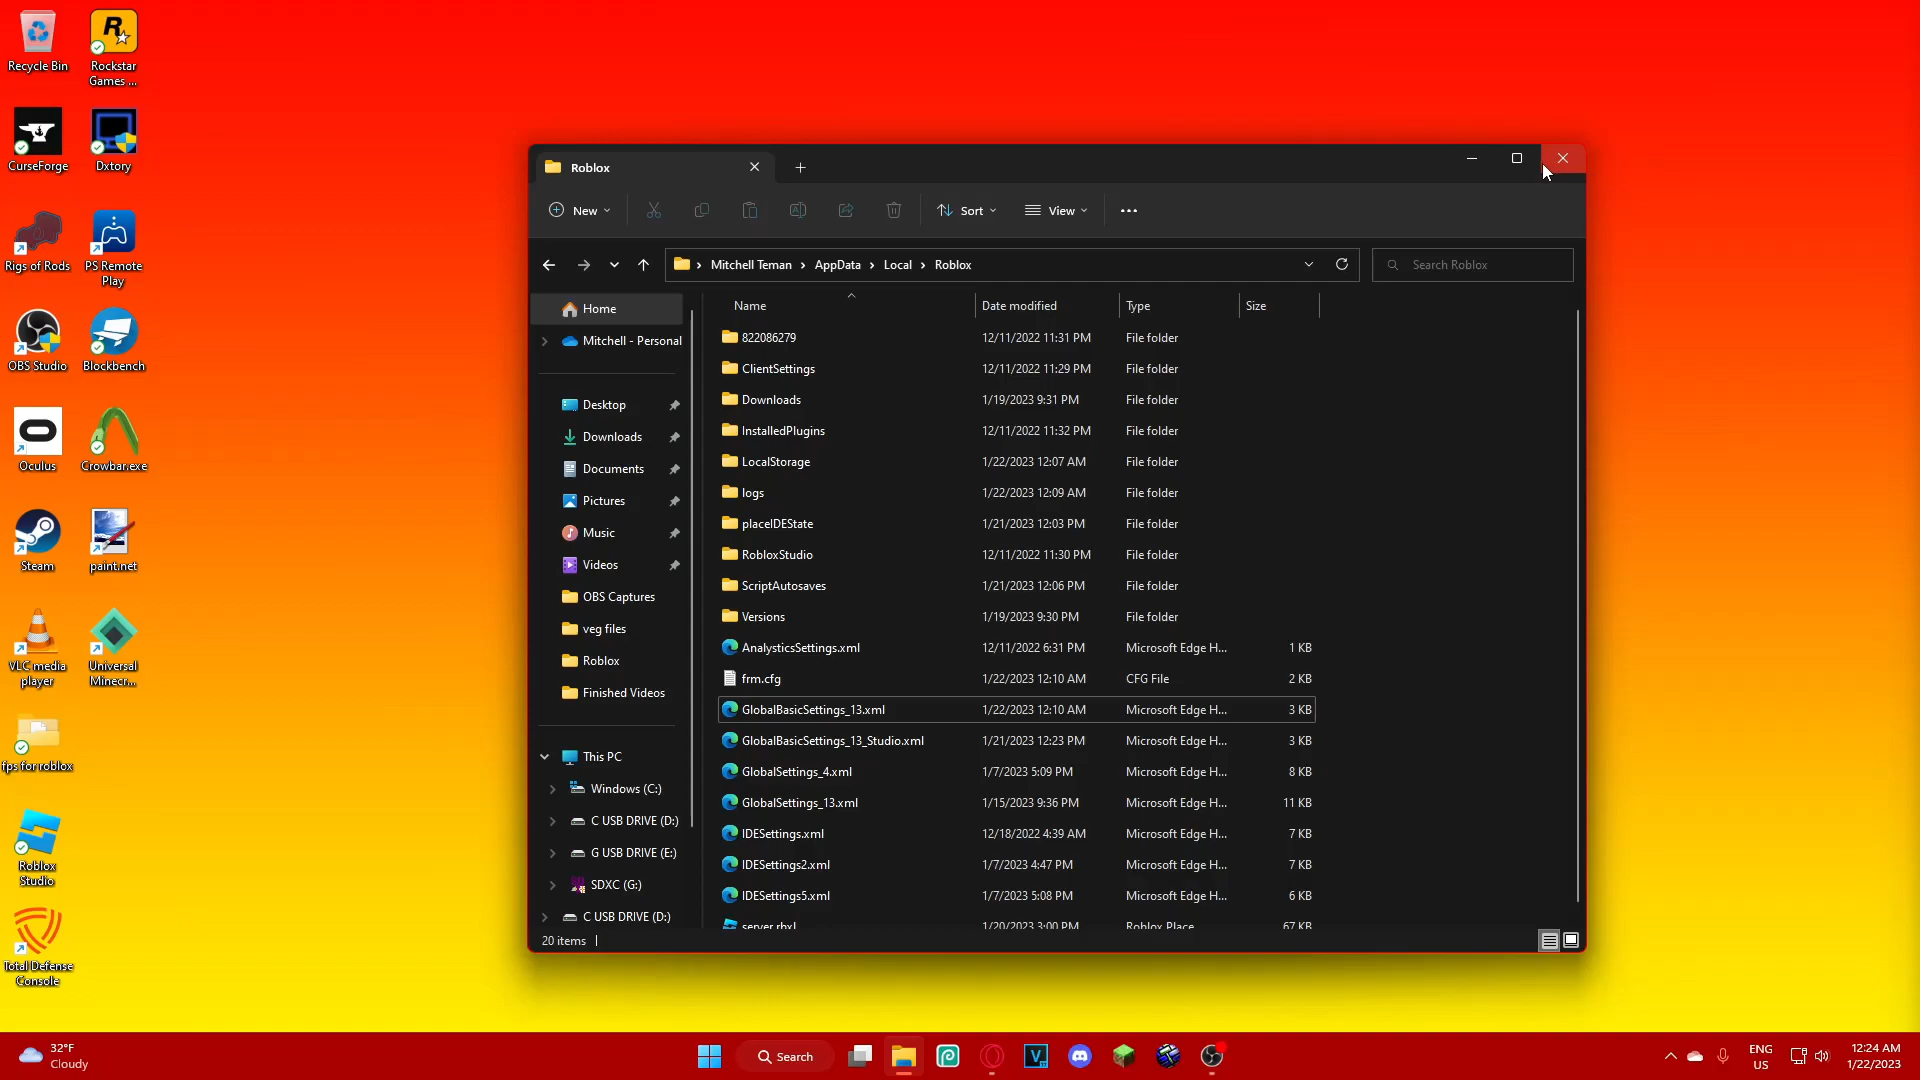 Recycle Bin
Rockstar
Games ...
CurseForge
Dxtory
Rigs of Rods
PS Remote
Play
OBS Studio
Blockbench
Oculus
Crowbar.exe
Steam
paint.net
VLC media
player
Universal
Minecr...
fps for roblox
Roblox
Studio
Total Defense
Console
Roblox
New
Sort
View
Mitchell Teman
AppData
Local
Roblox
Search Roblox
Home
Mitchell - Personal
Desktop
Downloads
Documents
Pictures
Music
Videos
OBS Captures
veg files
Roblox
Finished Videos
This PC
Windows (C:)
C USB DRIVE (D:)
G USB DRIVE (E:)
SDXC (G:)
C USB DRIVE (D:)
Name Date modified Type Size
822086279 12/11/2022 11:31 PM File folder
ClientSettings 12/11/2022 11:29 PM File folder
Downloads 1/19/2023 9:31 PM File folder
InstalledPlugins 12/11/2022 11:32 PM File folder
LocalStorage 1/22/2023 12:07 AM File folder
logs 1/22/2023 12:09 AM File folder
placeIDEState 1/21/2023 12:03 PM File folder
RobloxStudio 12/11/2022 11:30 PM File folder
ScriptAutosaves 1/21/2023 12:06 PM File folder
Versions 1/19/2023 9:30 PM File folder
AnalysticsSettings.xml 12/11/2022 6:31 PM Microsoft Edge H... 1 KB
frm.cfg 1/22/2023 12:10 AM CFG File 2 KB
GlobalBasicSettings_13.xml 1/22/2023 12:10 AM Microsoft Edge H... 3 KB
GlobalBasicSettings_13_Studio.xml 1/21/2023 12:23 PM Microsoft Edge H... 3 KB
GlobalSettings_4.xml 1/7/2023 5:09 PM Microsoft Edge H... 8 KB
GlobalSettings_13.xml 1/15/2023 9:36 PM Microsoft Edge H... 11 KB
IDESettings.xml 12/18/2022 4:39 AM Microsoft Edge H... 7 KB
IDESettings2.xml 1/7/2023 4:47 PM Microsoft Edge H... 7 KB
IDESettings5.xml 1/7/2023 5:08 PM Microsoft Edge H... 6 KB
server.rbxl 1/20/2023 3:00 PM Roblox Place 67 KB
20 items
32°F
Cloudy
Search
ENG
US
12:24 AM
1/22/2023